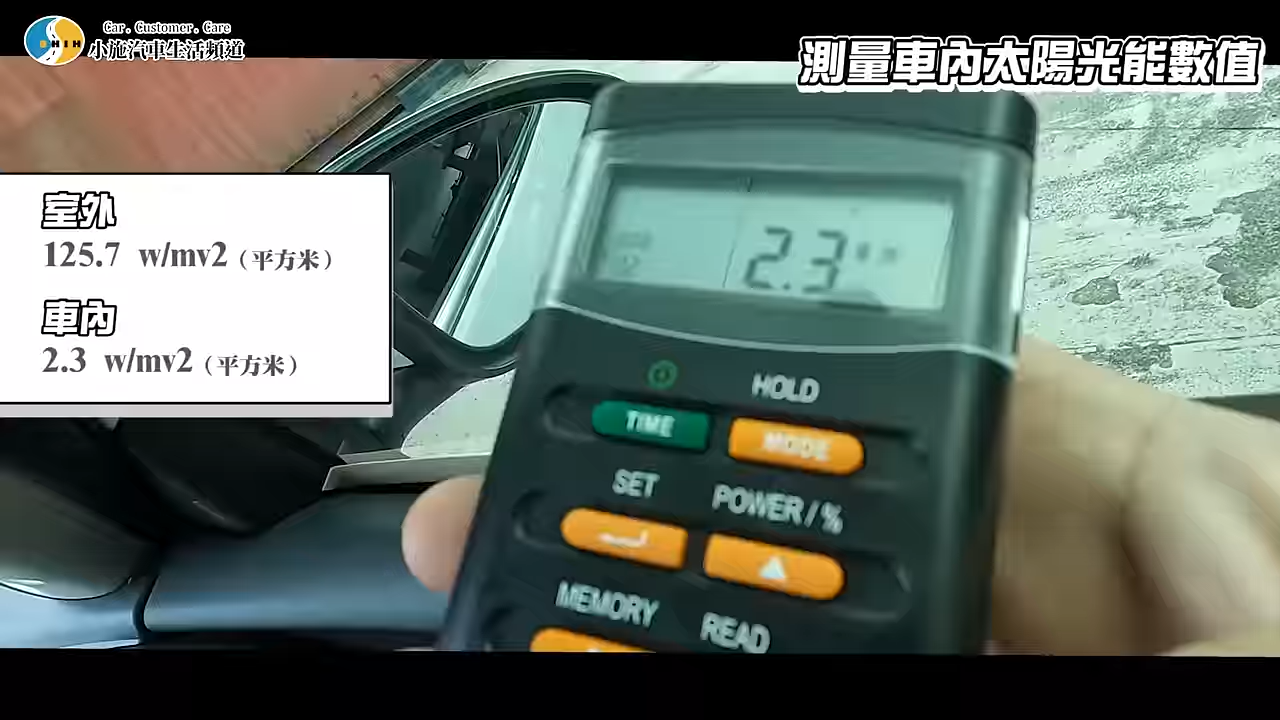 Car. Customer. Care
小施汽車生活頻道
測量車內太陽光能數值
室外
125.7 w/mv2（平方米）
車內
2.3 w/mv2（平方米）
2.3
HOLD
TIME
MODE
SET
POWER / %
MEMORY
READ